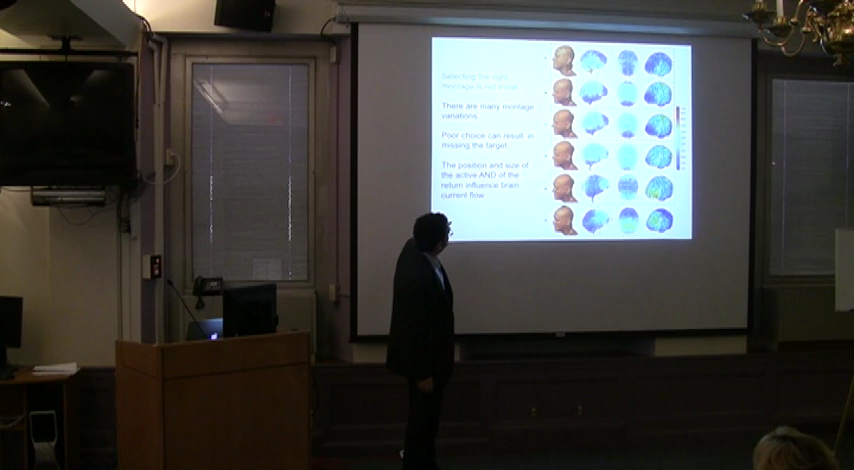 Selecting the right
montage is not trivial
There are many montage
variations
Poor choice can result in
missing the target
The position and size of
the active AND of the
return influence brain
current flow